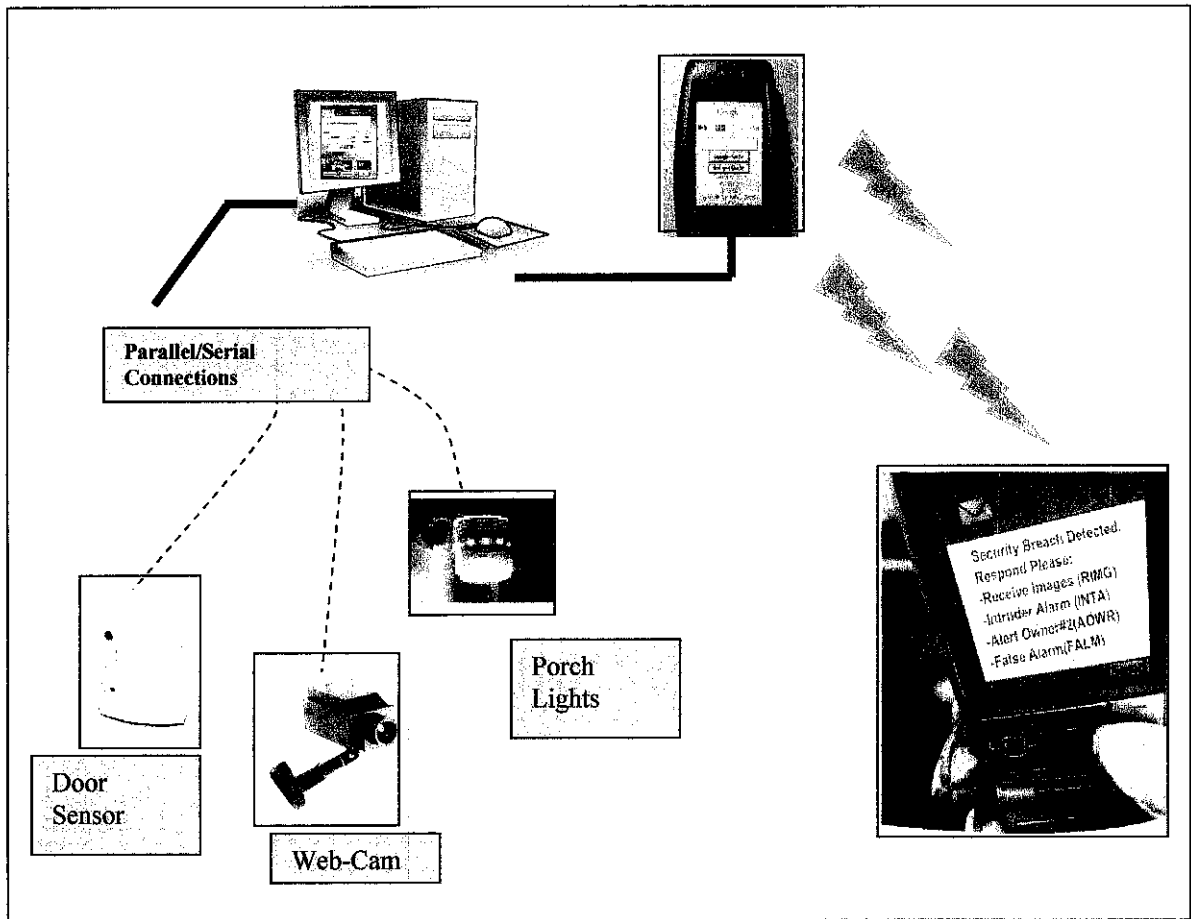 Parallel/Serial
Connections
Security Breach Detected.
Respond Please:
-Receive Images (RIMG)
-Intruder Alarm (INTA)
-Alert Owner#2(AOWR)
-False Alarm(FALM)
Porch
Lights
Door
Sensor
Web-Cam